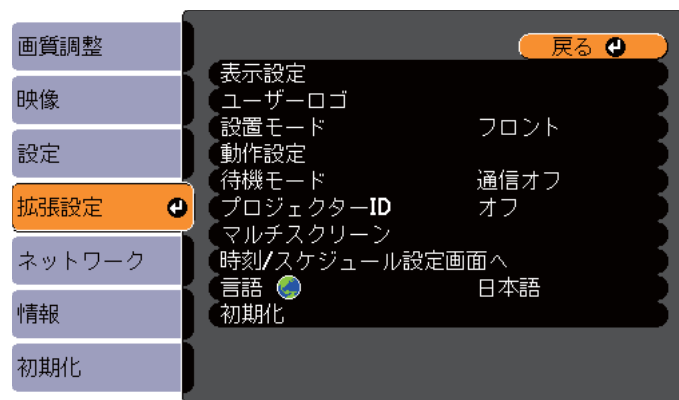 画質調整
映像
設定
拡張設定
ネットワーク
情報
初期化
戻る
表示設定
ユーザーロゴ
設置モード フロント
動作設定
待機モード 通信オフ
プロジェクターID オフ
マルチスクリーン
時刻/スケジュール設定画面へ
言語 日本語
初期化